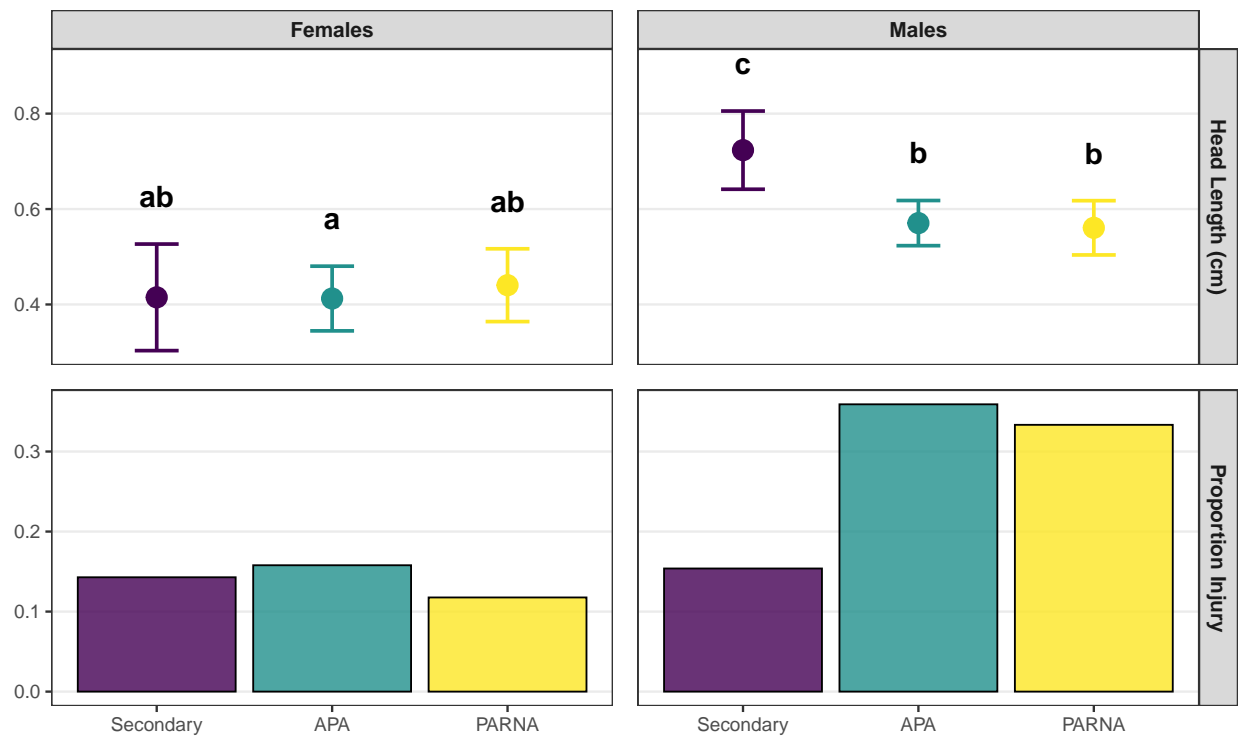 Females
Males
c
0.8
b
b
ab
ab
a
0.6
0.4
Head Length (cm)
0.3
0.2
0.1
0.0
Proportion Injury
Secondary
APA
PARNA
Secondary
APA
PARNA